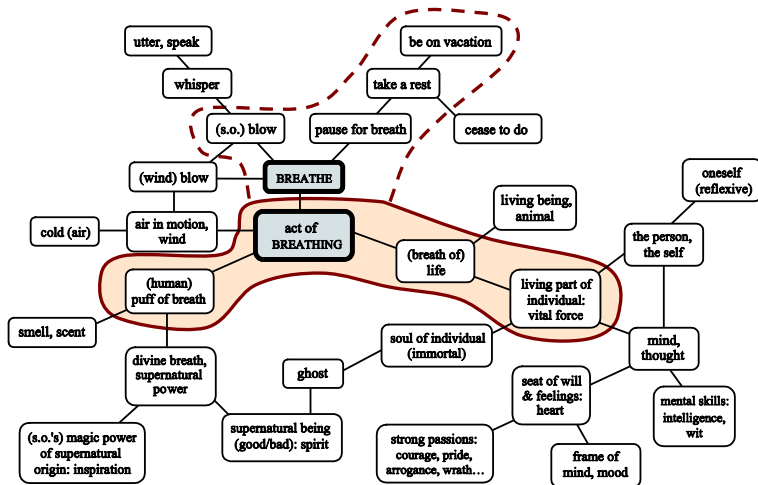 utter, speak
be on vacation
whisper
take a rest
(s.o.) blow
pause for breath
cease to do
(wind) blow
BREATHE
oneself
(reflexive)
living being,
animal
cold (air)
air in motion,
wind
act of
BREATHING
the person,
the self
(breath of)
life
(human)
puff of breath
living part of
individual:
vital force
smell, scent
soul of individual
(immortal)
mind,
thought
divine breath,
supernatural
power
ghost
seat of will
& feelings:
heart
mental skills:
intelligence,
wit
supernatural being
(good/bad): spirit
(s.o.'s) magic power
of supernatural
origin: inspiration
strong passions:
courage, pride,
arrogance, wrath...
frame of
mind, mood